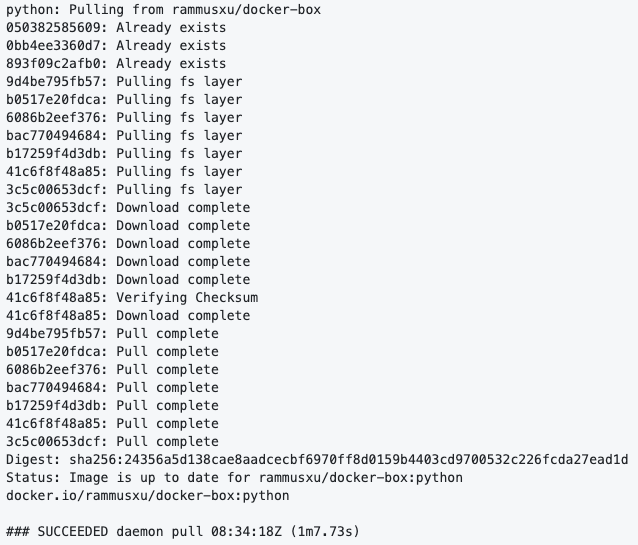 python: Pulling from rammusxu/docker-box
050382585609: Already exists
0bb4ee3360d7: Already exists
893f09c2afb0: Already exists
9d4be795fb57: Pulling fs layer
b0517e20fdca: Pulling fs layer
6086b2eef376: Pulling fs layer
bac770494684: Pulling fs layer
b17259f4d3db: Pulling fs layer
41c6f8f48a85: Pulling fs layer
3c5c00653dcf: Pulling fs layer
3c5c00653dcf: Download complete
b0517e20fdca: Download complete
6086b2eef376: Download complete
bac770494684: Download complete
b17259f4d3db: Download complete
41c6f8f48a85: Verifying Checksum
41c6f8f48a85: Download complete
9d4be795fb57: Pull complete
b0517e20fdca: Pull complete
6086b2eef376: Pull complete
bac770494684: Pull complete
b17259f4d3db: Pull complete
41c6f8f48a85: Pull complete
3c5c00653dcf: Pull complete
Digest: sha256:24356a5d138cae8aadcecbf6970ff8d0159b4403cd9700532c226fcda27ead1d
Status: Image is up to date for rammusxu/docker-box:python
docker.io/rammusxu/docker-box:python
### SUCCEEDED daemon pull 08:34:18Z (1m7.73s)